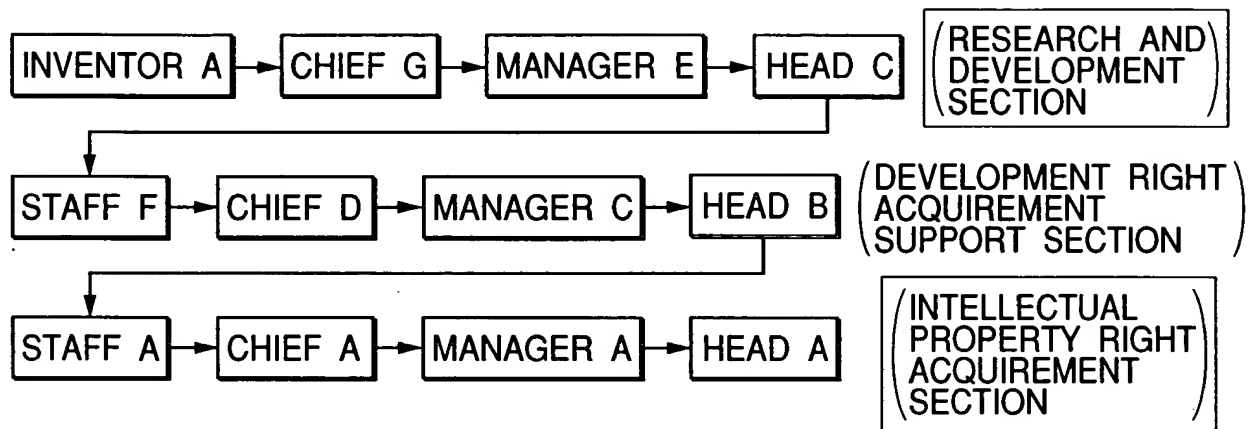 INVENTOR A CHIEF G MANAGER E HEAD C
(RESEARCH AND
DEVELOPMENT
SECTION)
STAFF F CHIEF D MANAGER C HEAD B
(DEVELOPMENT RIGHT
ACQUIREMENT
SUPPORT SECTION)
STAFF A CHIEF A MANAGER A HEAD A
(INTELLECTUAL
PROPERTY RIGHT
ACQUIREMENT
SECTION)